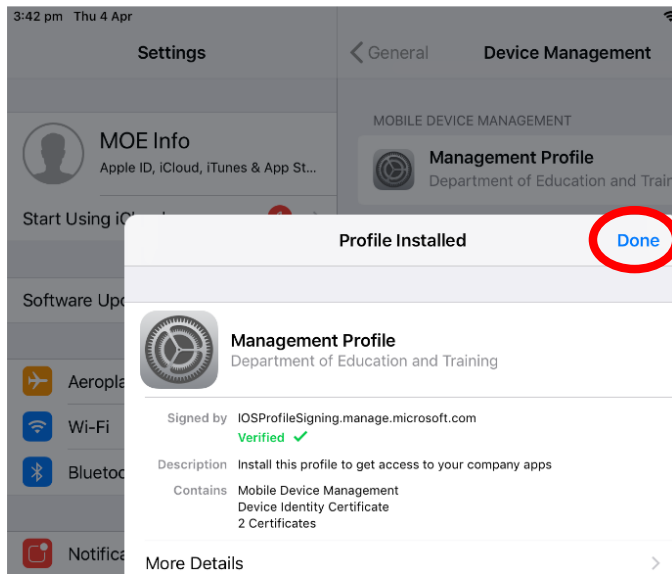 3:42 pm Thu 4 Apr
Settings
General
Device Management
MOE Info
Apple ID, iCloud, iTunes & App St...
MOBILE DEVICE MANAGEMENT
Management Profile
Department of Education and Train
Start Using
Profile Installed
Done
Software
Management Profile
Department of Education and Training
Signed by IOSProfileSigning.manage.microsoft.com
Verified
Description Install this profile to get access to your company apps
Contains Mobile Device Management
Device Identity Certificate
2 Certificates
Aeropla
Wi-Fi
Bluetoo
Notifica
More Details